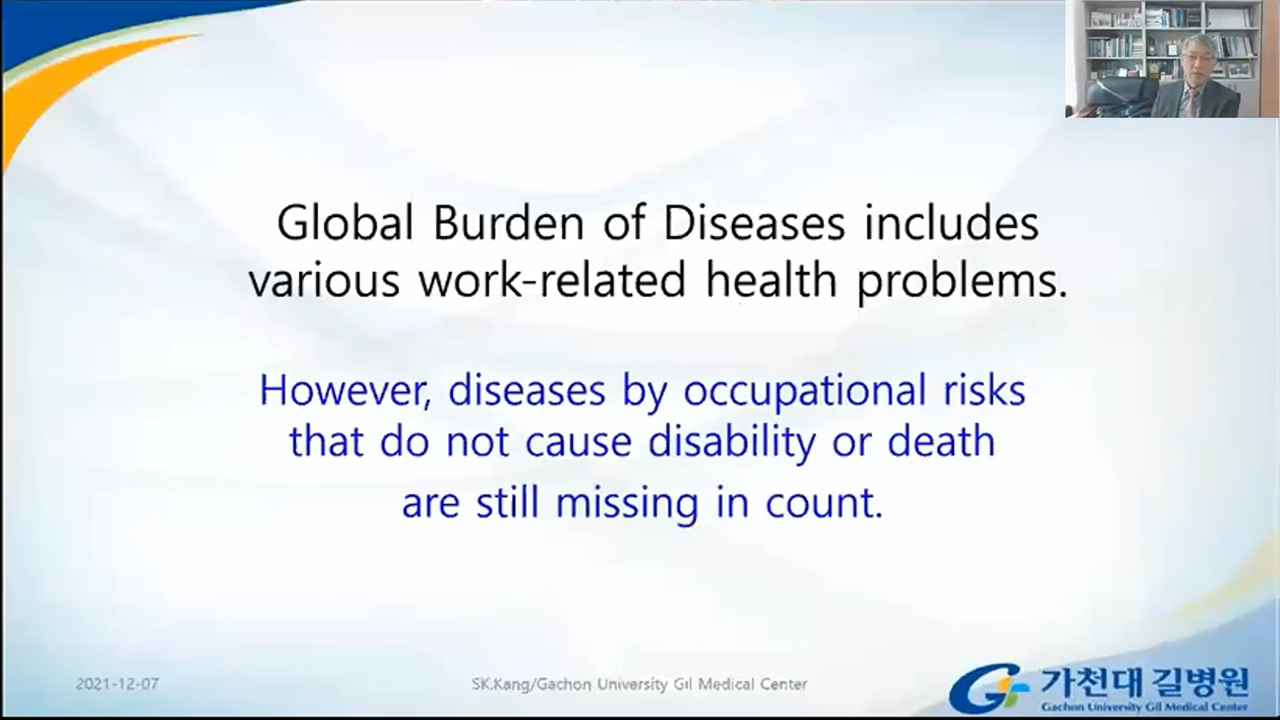 Global Burden of Diseases includes
various work-related health problems.
However, diseases by occupational risks
that do not cause disability or death
are still missing in count.
2021-12-07
SK.Kang/Gachon University Gil Medical Center
가천대 길병원
Gachon University Gil Medical Center